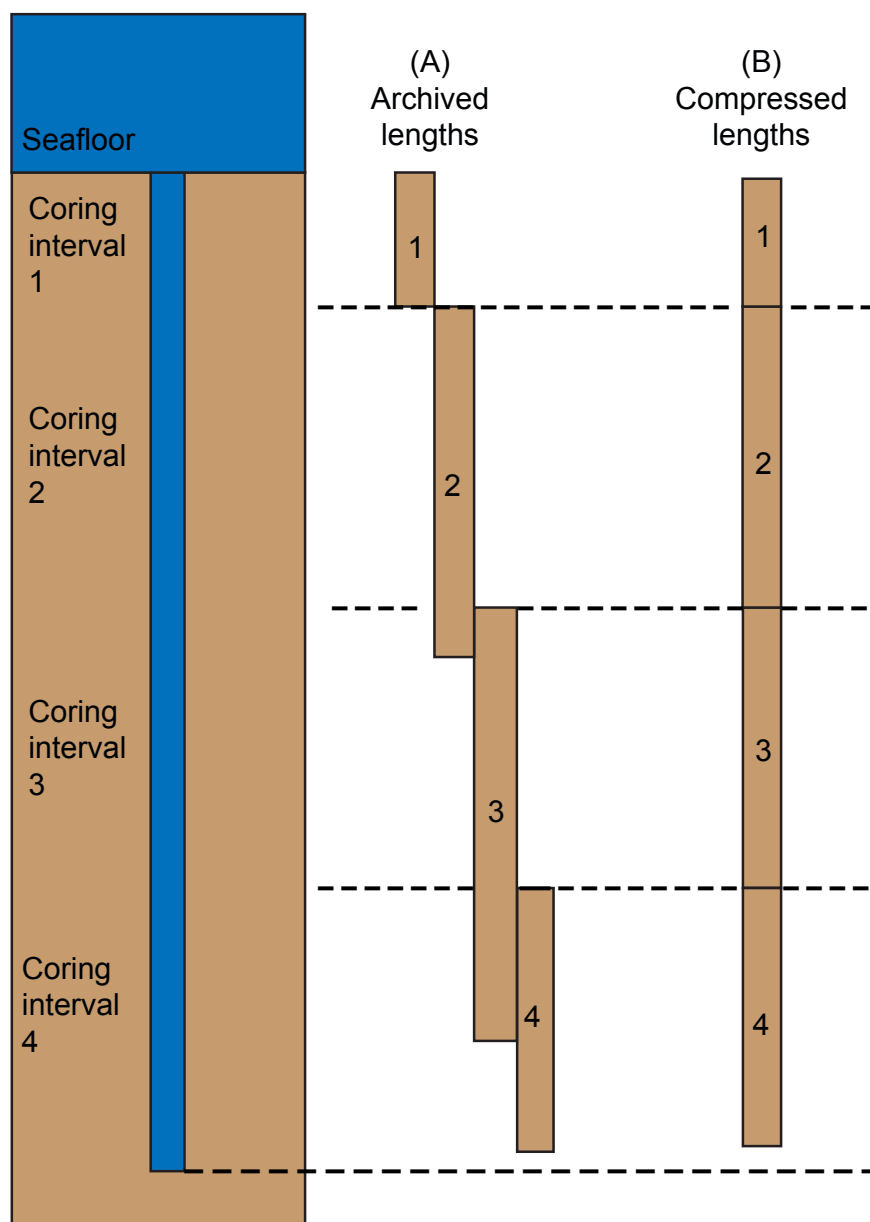 Seafloor
Coring
interval
1
Coring
interval
2
Coring
interval
3
Coring
interval
4
(A)
Archived
lengths
1
2
3
4
(B)
Compressed
lengths
1
2
3
4